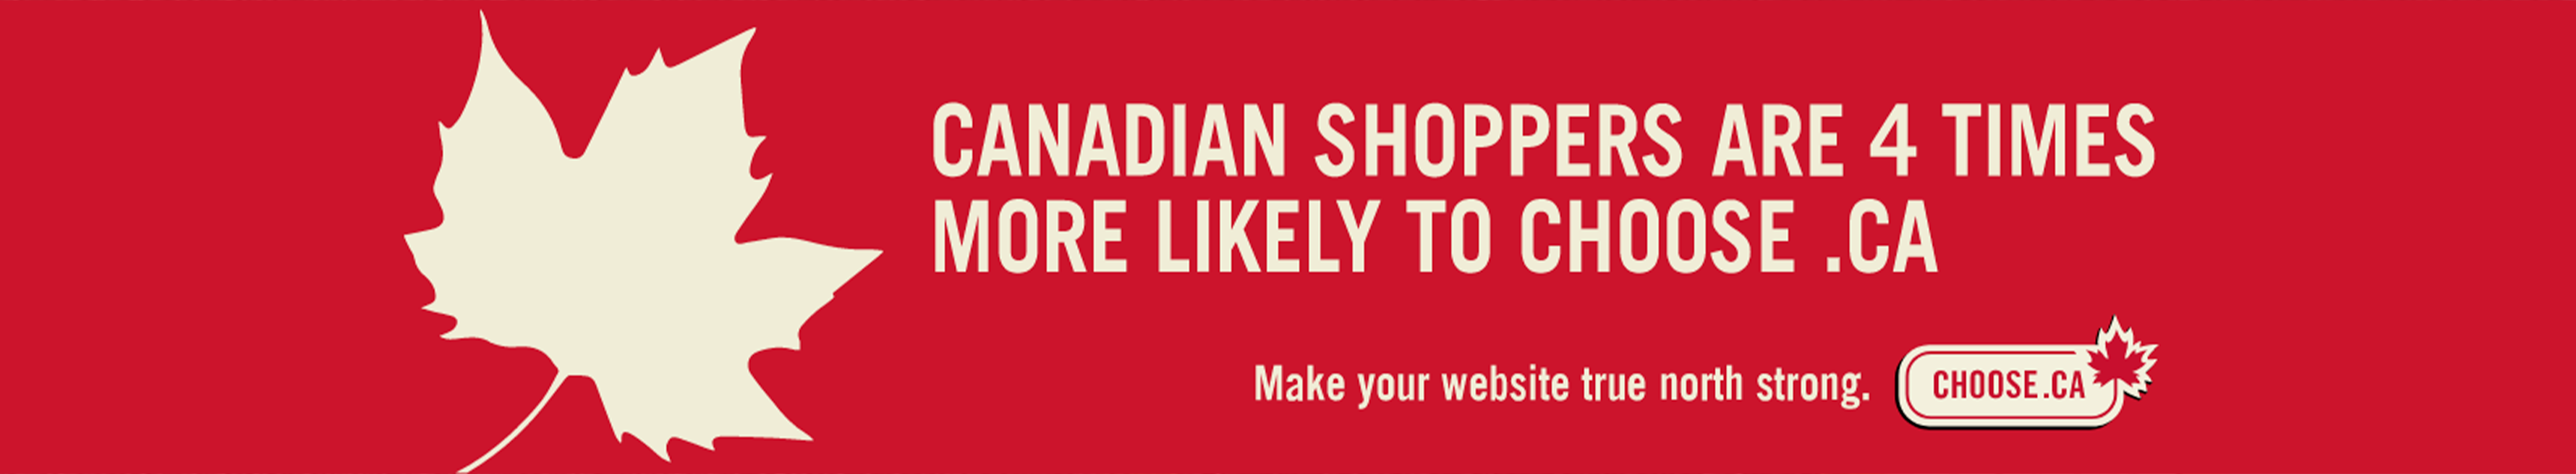 CANADIAN SHOPPERS ARE 4 TIMES
MORE LIKELY TO CHOOSE .CA
Make your website true north strong.
CHOOSE.CA